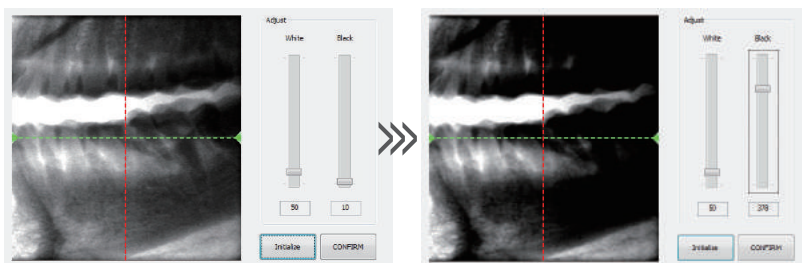 Adjust
White Black
50 10
Initialize CONFIRM
Adjust
White Black
50 378
Initialize CONFIRM